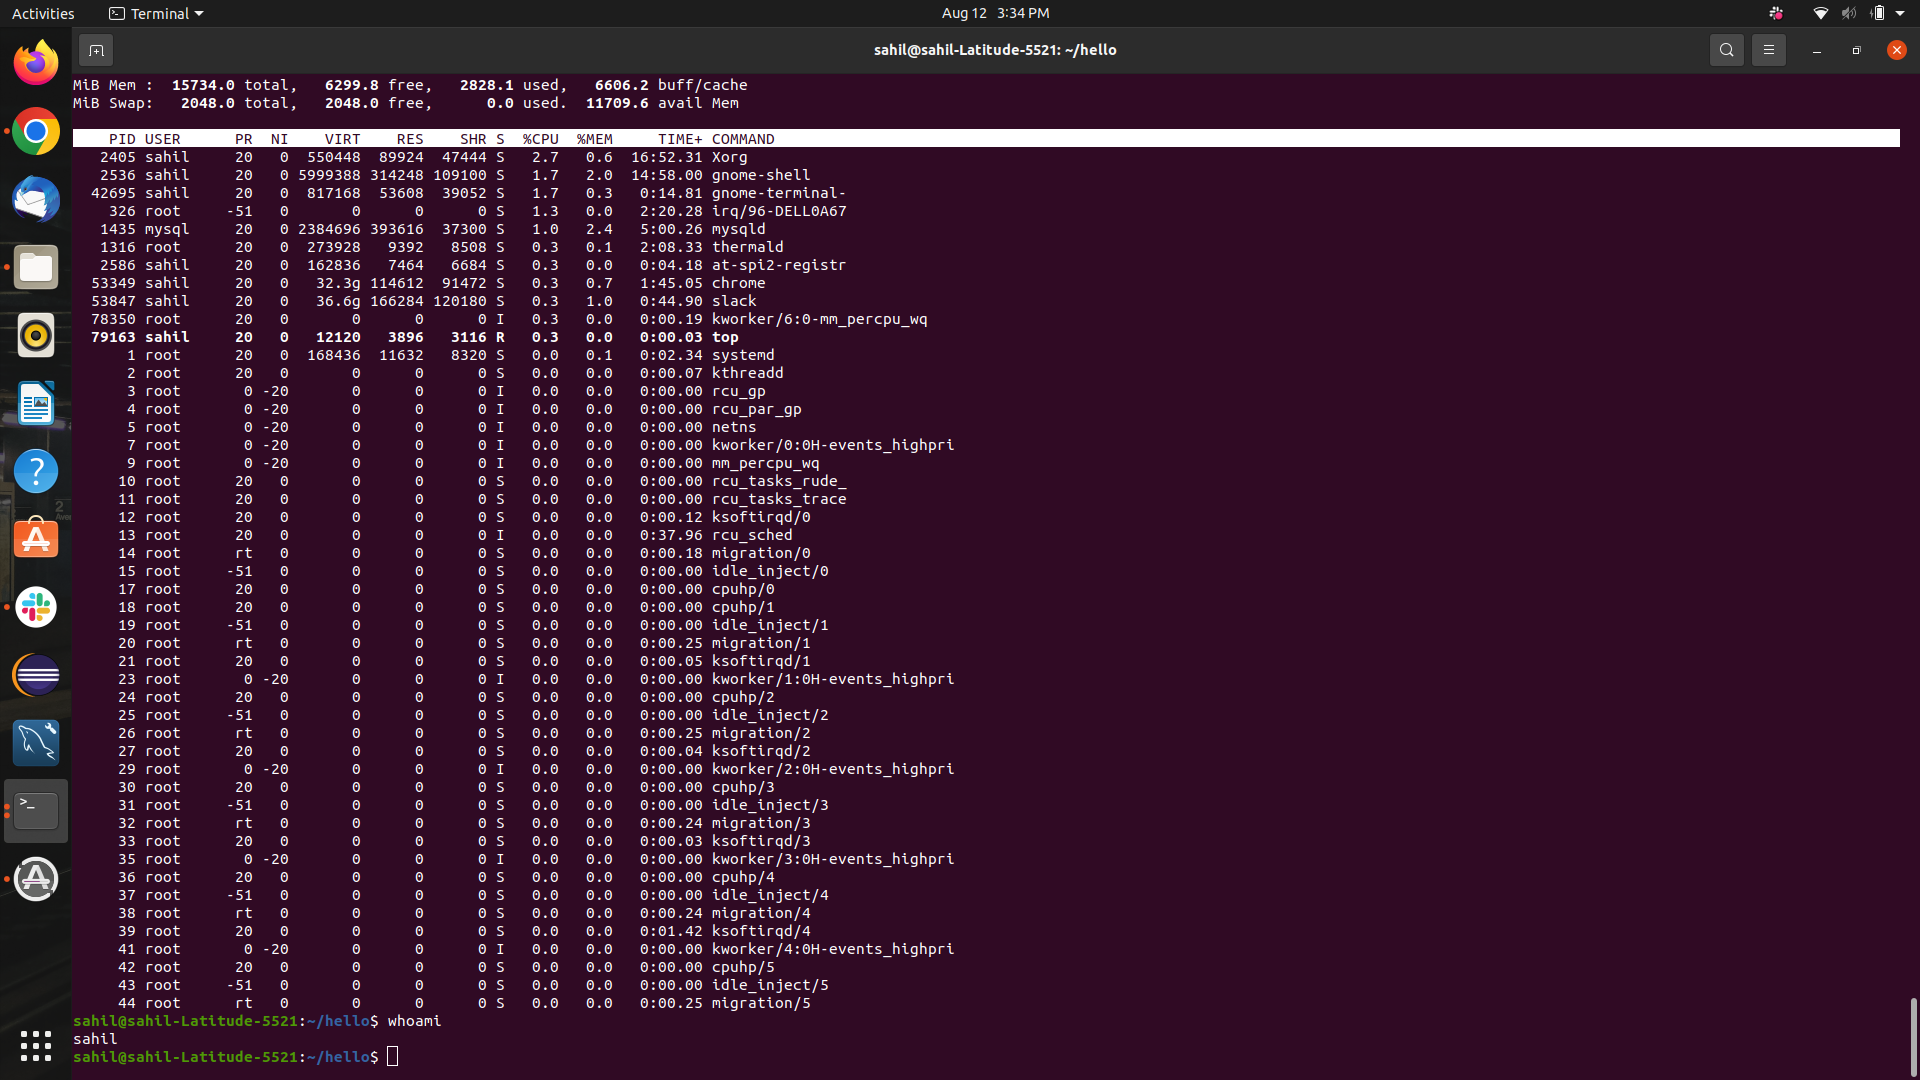 Activities
Terminal
Aug 12 3:34 PM
sahil@sahil-Latitude-5521: ~/hello
MiB Mem :  15734.0 total,   6299.8 free,   2828.1 used,   6606.2 buff/cache
MiB Swap:   2048.0 total,   2048.0 free,      0.0 used.  11709.6 avail Mem
PID USER      PR  NI    VIRT    RES    SHR S  %CPU  %MEM     TIME+ COMMAND
2405 sahil     20   0  550448  89924  47444 S   2.7   0.6  16:52.31 Xorg
2536 sahil     20   0 5999388 314248 109100 S   1.7   2.0  14:58.00 gnome-shell
42695 sahil     20   0  817168  53608  39052 S   1.7   0.3   0:14.81 gnome-terminal-
326 root     -51   0       0      0      0 S   1.3   0.0   2:20.28 irq/96-DELL0A67
1435 mysql     20   0 2384696 393616  37300 S   1.0   2.4   5:00.26 mysqld
1316 root      20   0  273928   9392   8508 S   0.3   0.1   2:08.33 thermald
2586 sahil     20   0  162836   7464   6684 S   0.3   0.0   0:04.18 at-spi2-registr
53349 sahil     20   0   32.3g 114612  91472 S   0.3   0.7   1:45.05 chrome
53847 sahil     20   0   36.6g 166284 120180 S   0.3   1.0   0:44.90 slack
78350 root      20   0       0      0      0 I   0.3   0.0   0:00.19 kworker/6:0-mm_percpu_wq
79163 sahil     20   0   12120   3896   3116 R   0.3   0.0   0:00.03 top
1 root      20   0  168436  11632   8320 S   0.0   0.1   0:02.34 systemd
2 root      20   0       0      0      0 S   0.0   0.0   0:00.07 kthreadd
3 root       0 -20       0      0      0 I   0.0   0.0   0:00.00 rcu_gp
4 root       0 -20       0      0      0 I   0.0   0.0   0:00.00 rcu_par_gp
5 root       0 -20       0      0      0 I   0.0   0.0   0:00.00 netns
7 root       0 -20       0      0      0 I   0.0   0.0   0:00.00 kworker/0:0H-events_highpri
9 root       0 -20       0      0      0 I   0.0   0.0   0:00.00 mm_percpu_wq
10 root      20   0       0      0      0 S   0.0   0.0   0:00.00 rcu_tasks_rude_
11 root      20   0       0      0      0 S   0.0   0.0   0:00.00 rcu_tasks_trace
12 root      20   0       0      0      0 S   0.0   0.0   0:00.12 ksoftirqd/0
13 root      20   0       0      0      0 I   0.0   0.0   0:37.96 rcu_sched
14 root      rt   0       0      0      0 S   0.0   0.0   0:00.18 migration/0
15 root     -51   0       0      0      0 S   0.0   0.0   0:00.00 idle_inject/0
17 root      20   0       0      0      0 S   0.0   0.0   0:00.00 cpuhp/0
18 root      20   0       0      0      0 S   0.0   0.0   0:00.00 cpuhp/1
19 root     -51   0       0      0      0 S   0.0   0.0   0:00.00 idle_inject/1
20 root      rt   0       0      0      0 S   0.0   0.0   0:00.25 migration/1
21 root      20   0       0      0      0 S   0.0   0.0   0:00.05 ksoftirqd/1
23 root       0 -20       0      0      0 I   0.0   0.0   0:00.00 kworker/1:0H-events_highpri
24 root      20   0       0      0      0 S   0.0   0.0   0:00.00 cpuhp/2
25 root     -51   0       0      0      0 S   0.0   0.0   0:00.00 idle_inject/2
26 root      rt   0       0      0      0 S   0.0   0.0   0:00.25 migration/2
27 root      20   0       0      0      0 S   0.0   0.0   0:00.04 ksoftirqd/2
29 root       0 -20       0      0      0 I   0.0   0.0   0:00.00 kworker/2:0H-events_highpri
30 root      20   0       0      0      0 S   0.0   0.0   0:00.00 cpuhp/3
31 root     -51   0       0      0      0 S   0.0   0.0   0:00.00 idle_inject/3
32 root      rt   0       0      0      0 S   0.0   0.0   0:00.24 migration/3
33 root      20   0       0      0      0 S   0.0   0.0   0:00.03 ksoftirqd/3
35 root       0 -20       0      0      0 I   0.0   0.0   0:00.00 kworker/3:0H-events_highpri
36 root      20   0       0      0      0 S   0.0   0.0   0:00.00 cpuhp/4
37 root     -51   0       0      0      0 S   0.0   0.0   0:00.00 idle_inject/4
38 root      rt   0       0      0      0 S   0.0   0.0   0:00.24 migration/4
39 root      20   0       0      0      0 S   0.0   0.0   0:01.42 ksoftirqd/4
41 root       0 -20       0      0      0 I   0.0   0.0   0:00.00 kworker/4:0H-events_highpri
42 root      20   0       0      0      0 S   0.0   0.0   0:00.00 cpuhp/5
43 root     -51   0       0      0      0 S   0.0   0.0   0:00.00 idle_inject/5
44 root      rt   0       0      0      0 S   0.0   0.0   0:00.25 migration/5
sahil@sahil-Latitude-5521:~/hello$ whoami
sahil
sahil@sahil-Latitude-5521:~/hello$